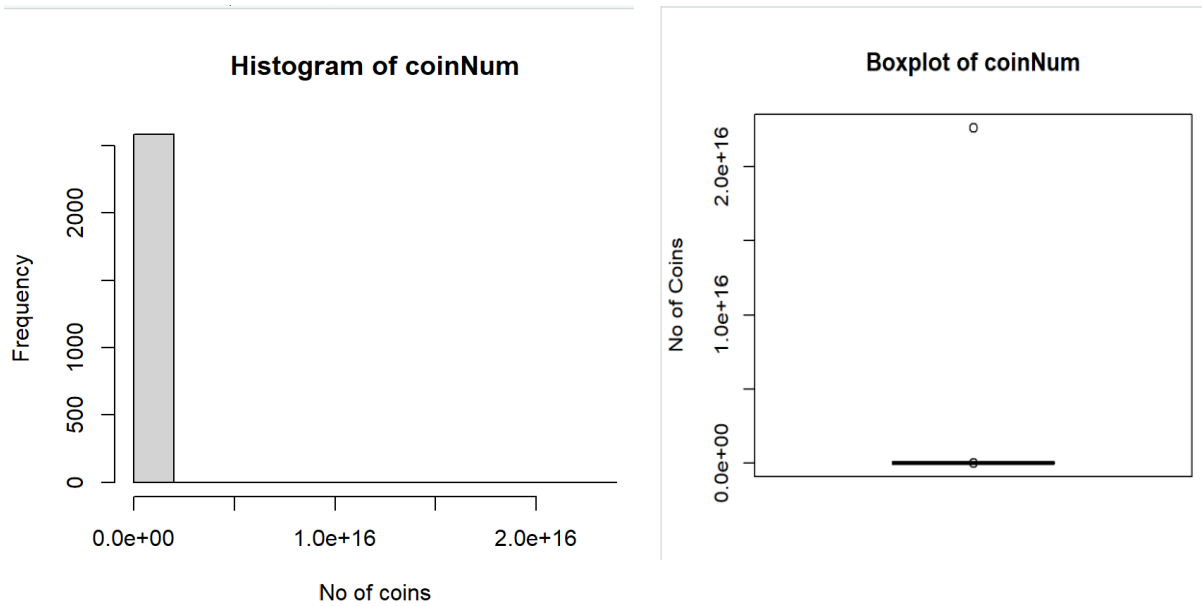 Histogram of coinNum
Frequency
2000
1000
500
0
0.0e+00 1.0e+16 2.0e+16
No of coins
Boxplot of coinNum
No of Coins
2.0e+16
1.0e+16
0.0e+00